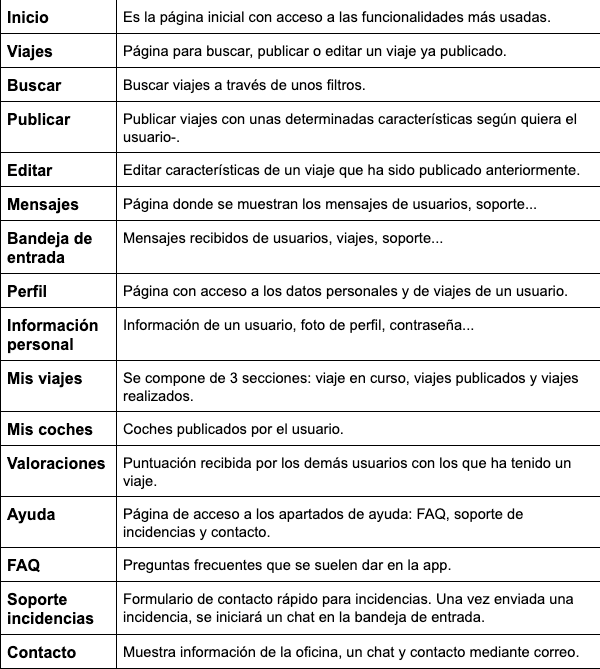 Inicio
Es la página inicial con acceso a las funcionalidades más usadas.
Viajes
Página para buscar, publicar o editar un viaje ya publicado.
Buscar
Buscar viajes a través de unos filtros.
Publicar
Publicar viajes con unas determinadas características según quiera el
usuario-.
Editar
Editar características de un viaje que ha sido publicado anteriormente.
Mensajes
Página donde se muestran los mensajes de usuarios, soporte...
Bandeja de
entrada
Mensajes recibidos de usuarios, viajes, soporte...
Perfil
Página con acceso a los datos personales y de viajes de un usuario.
Información
personal
Información de un usuario, foto de perfil, contraseña...
Mis viajes
Se compone de 3 secciones: viaje en curso, viajes publicados y viajes
realizados.
Mis coches
Coches publicados por el usuario.
Valoraciones
Puntuación recibida por los demás usuarios con los que ha tenido un
viaje.
Ayuda
Página de acceso a los apartados de ayuda: FAQ, soporte de
incidencias y contacto.
FAQ
Preguntas frecuentes que se suelen dar en la app.
Soporte
incidencias
Formulario de contacto rápido para incidencias. Una vez enviada una
incidencia, se iniciará un chat en la bandeja de entrada.
Contacto
Muestra información de la oficina, un chat y contacto mediante correo.